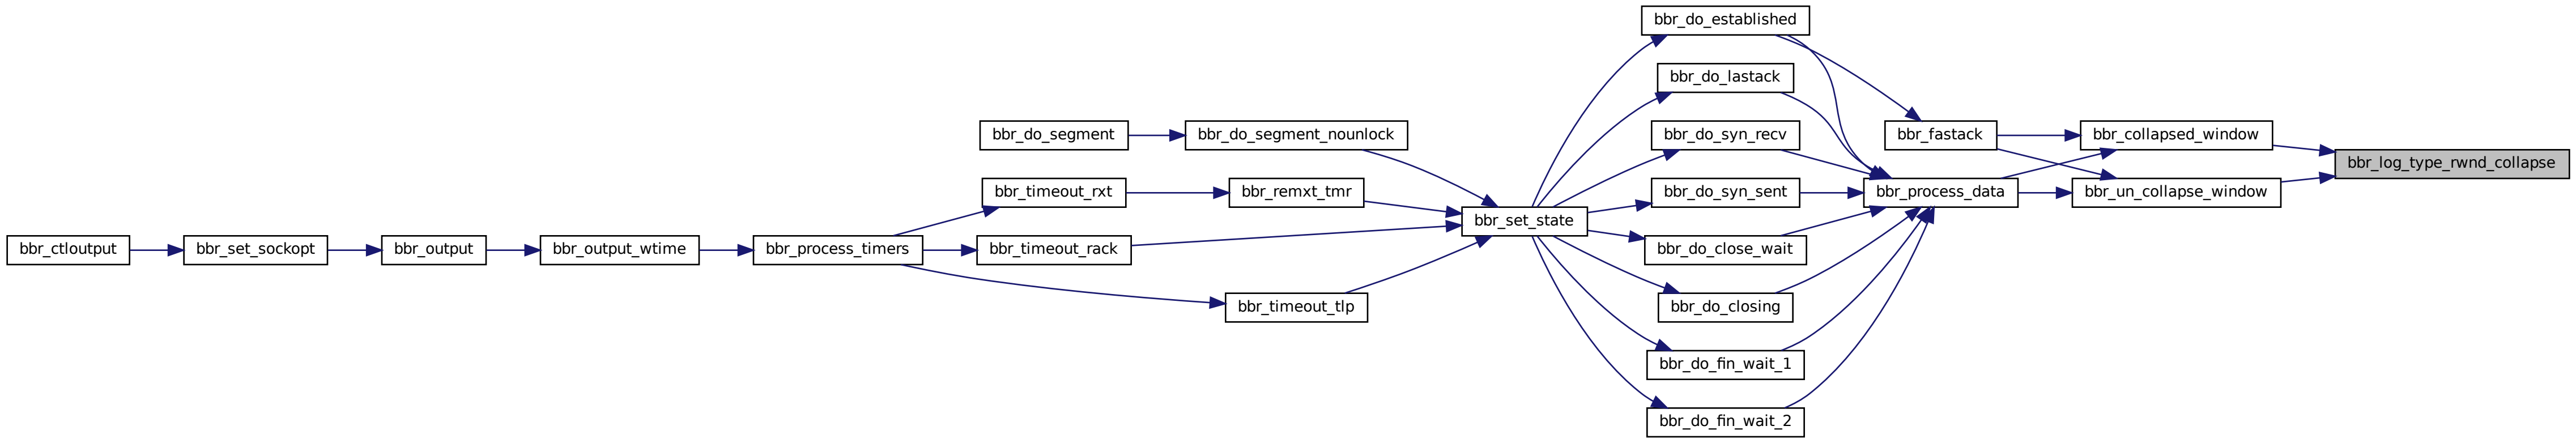 bbr_do_established
bbr_do_lastack
bbr_do_segment
bbr_do_segment_nounlock
bbr_do_syn_recv
bbr_fastack
bbr_collapsed_window
bbr_log_type_rwnd_collapse
bbr_timeout_rxt
bbr_remxt_tmr
bbr_do_syn_sent
bbr_process_data
bbr_un_collapse_window
bbr_set_state
bbr_ctloutput
bbr_set_sockopt
bbr_output
bbr_output_wtime
bbr_process_timers
bbr_timeout_rack
bbr_do_close_wait
bbr_timeout_tlp
bbr_do_closing
bbr_do_fin_wait_1
bbr_do_fin_wait_2